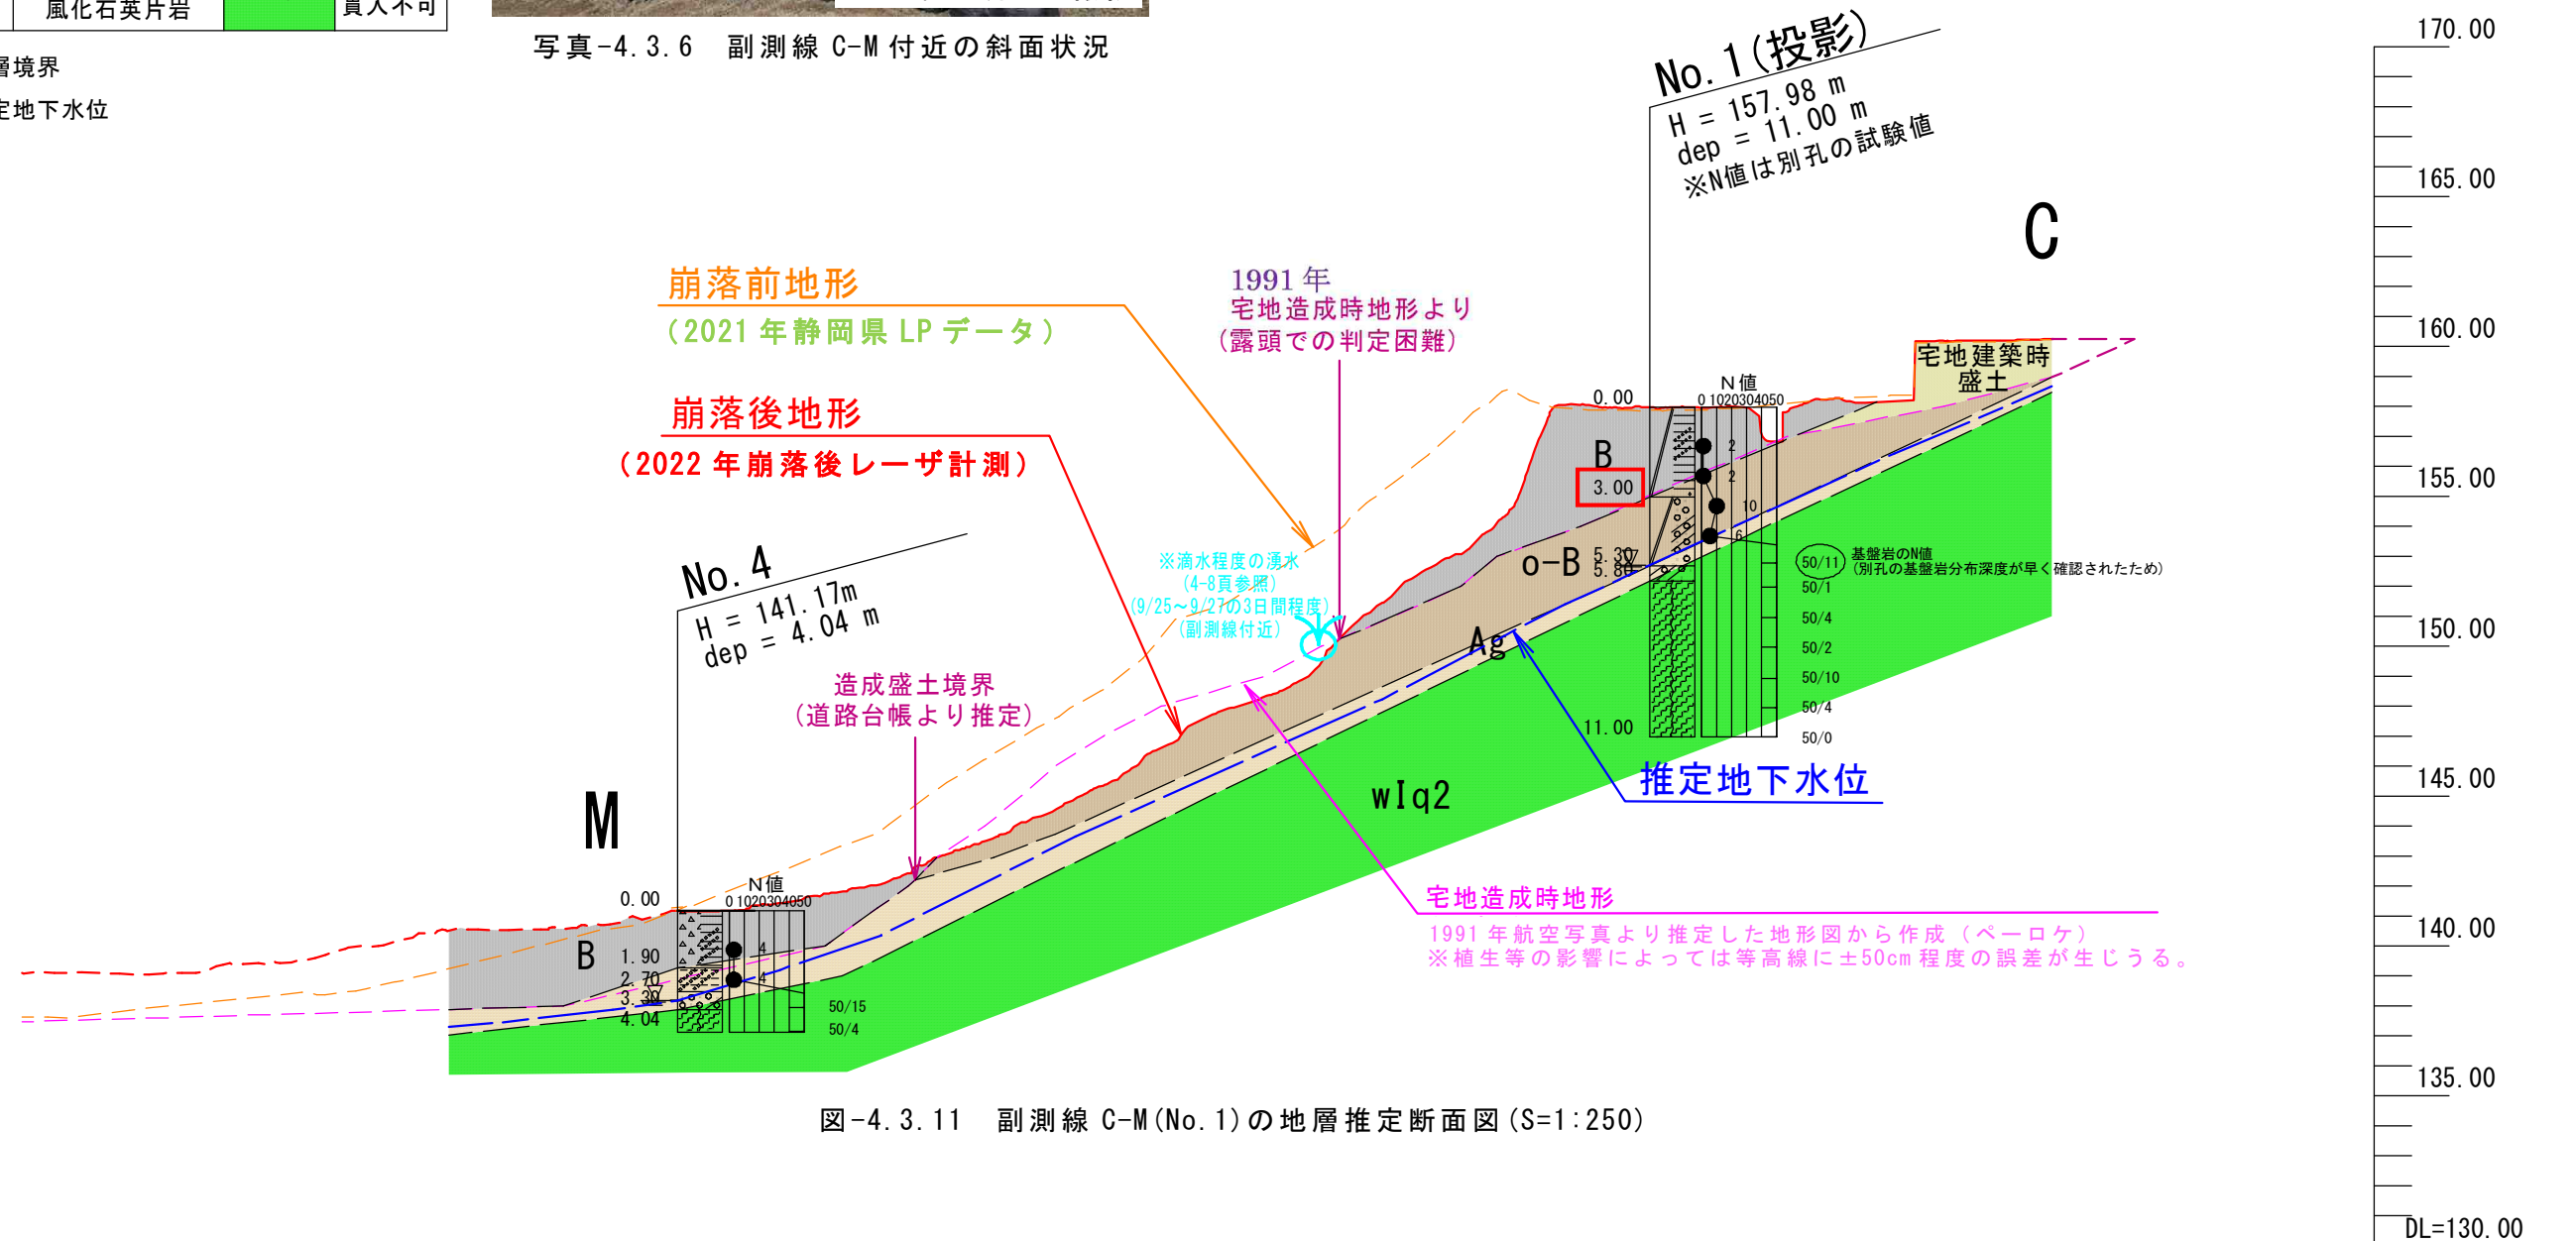 風化石英片岩
貫入不可
層境界
定地下水位
写真-4.3.6 副測線 C-M 付近の斜面状況
No.1(投影)
H = 157.98 m
dep = 11.00 m
※N値は別孔の試験値
C
170.00
165.00
160.00
155.00
150.00
145.00
140.00
135.00
DL=130.00
崩落前地形
(2021 年静岡県 LP データ)
崩落後地形
(2022 年崩落後レーザ計測)
1991 年
宅地造成時地形より
(露頭での判定困難)
宅地建築時
盛土
N値
0 1020304050
0.00
B
3.00
o-B
5.30
5.80
11.00
2
2
10
6
50/11
基盤岩のN値
(別孔の基盤岩分布深度が早く確認されたため)
50/1
50/4
50/2
50/10
50/4
50/0
※滴水程度の湧水
(4-8頁参照)
(9/25～9/27の3日間程度)
(副測線付近)
Ag
No.4
H = 141.17m
dep = 4.04 m
造成盛土境界
(道路台帳より推定)
M
推定地下水位
wIq2
N値
0 1020304050
0.00
B
1.90
2.70
3.30
4.04
4
4
50/15
50/4
宅地造成時地形
1991 年航空写真より推定した地形図から作成（ペーロケ）
※植生等の影響によっては等高線に±50cm 程度の誤差が生じうる。
図-4.3.11 副測線 C-M(No.1)の地層推定断面図(S=1:250)